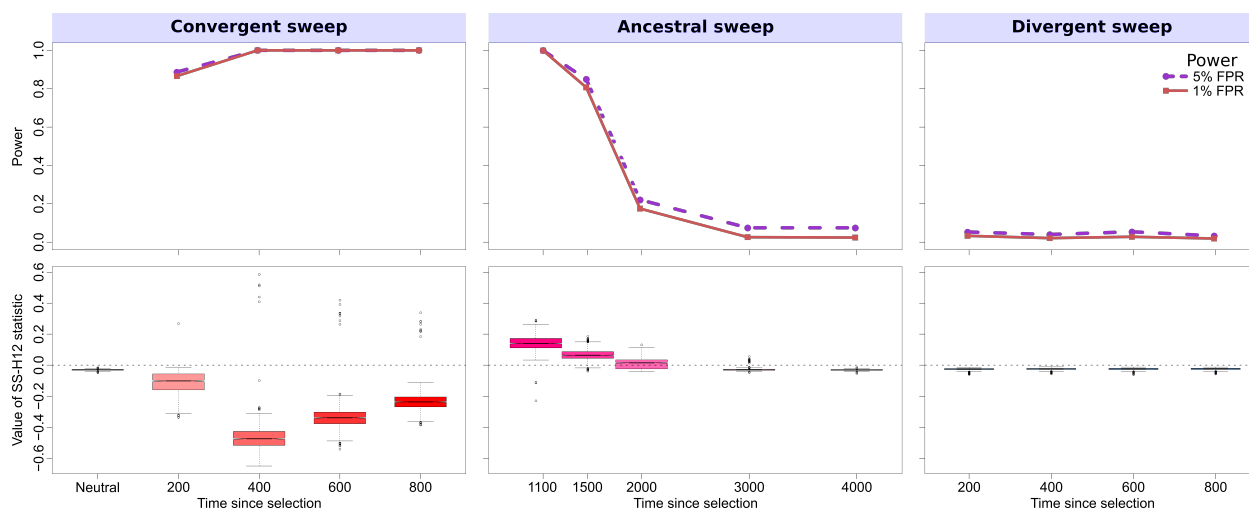 Convergent sweep
Ancestral sweep
Divergent sweep
Power
1.0
0.8
0.6
0.4
0.2
0.0
Power
5% FPR
1% FPR
Value of SS-H12 statistic
0.6
0.4
0.2
0.0
−0.2
−0.4
−0.6
Neutral 200 400 600 800
Time since selection
1100 1500 2000 3000 4000
Time since selection
200 400 600 800
Time since selection